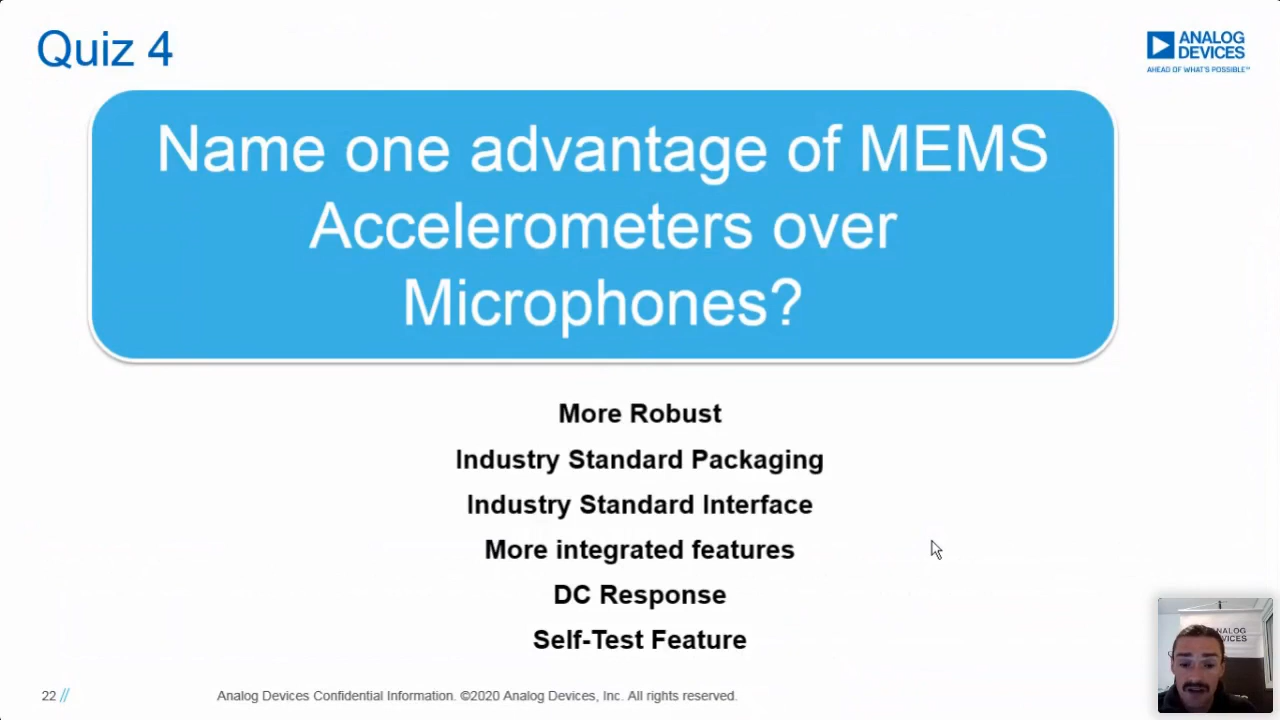 Quiz 4
ANALOG
DEVICES
AHEAD OF WHAT'S POSSIBLE™
Name one advantage of MEMS
Accelerometers over
Microphones?
More Robust
Industry Standard Packaging
Industry Standard Interface
More integrated features
DC Response
Self-Test Feature
ANALOG
DEVICES
22 //
Analog Devices Confidential Information. ©2020 Analog Devices, Inc. All rights reserved.